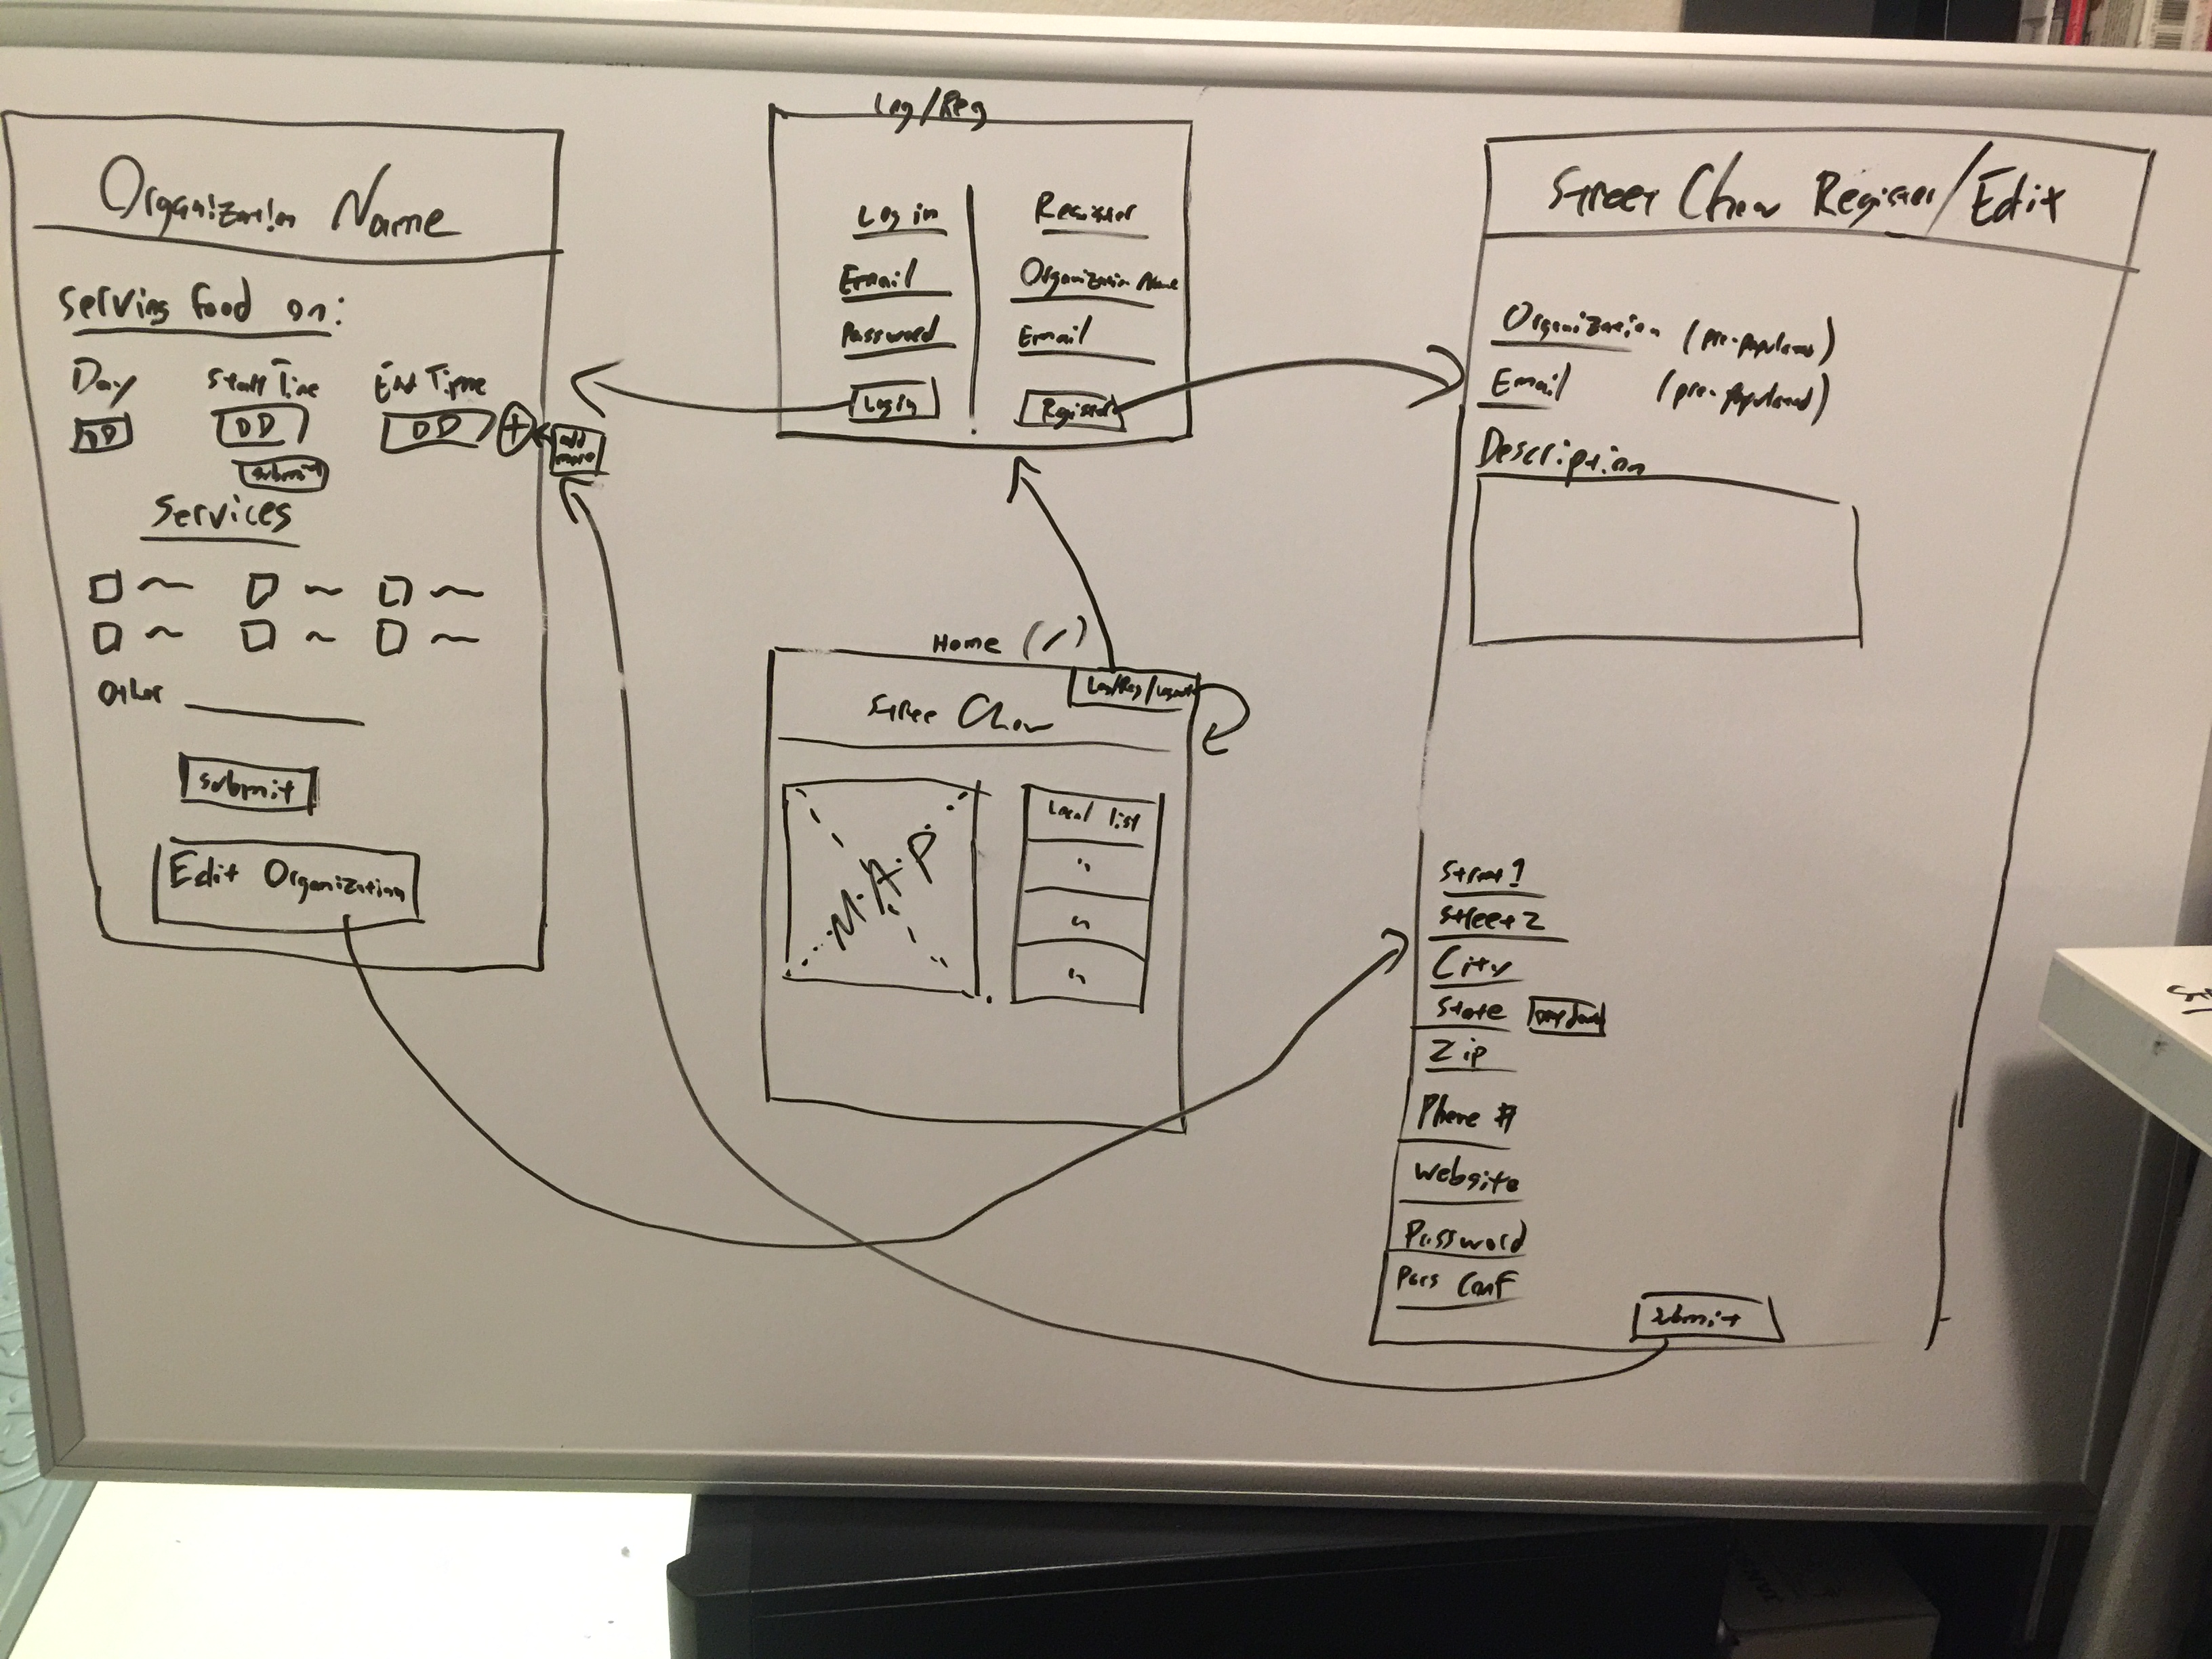 Organization Name
Serving Food on:
Day Start Time End Time
DD DD DD +
add
more
submit
Services
Other
submit
Edit Organization
Log/Reg
Log in
Email
Password
Login
Register
Organization Name
Email
Register
Home (/)
Log/Reg/Logout
Stree Chow
MAP
Local list
"
"
"
Street Chow Register/Edit
Organization (pre-populated)
Email (pre-populated)
Description
Street 1
Street 2
City
State
Zip
Phone #
Website
Password
Pass Conf
submit